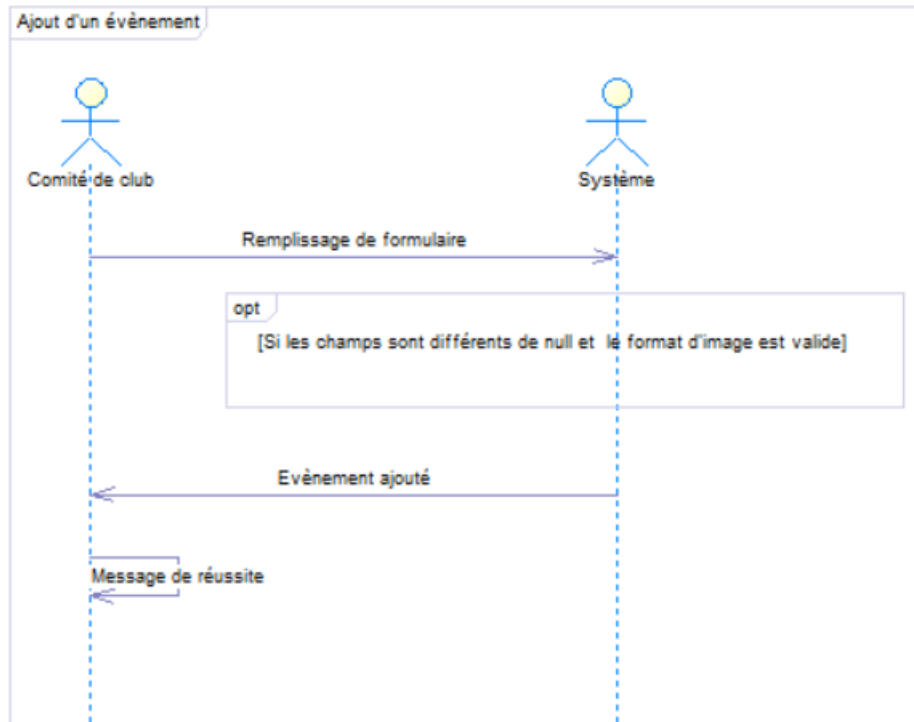 Ajout d'un évènement
Comité de club
Système
Remplissage de formulaire
opt
[Si les champs sont différents de null et le format d'image est valide]
Evènement ajouté
Message de réussite